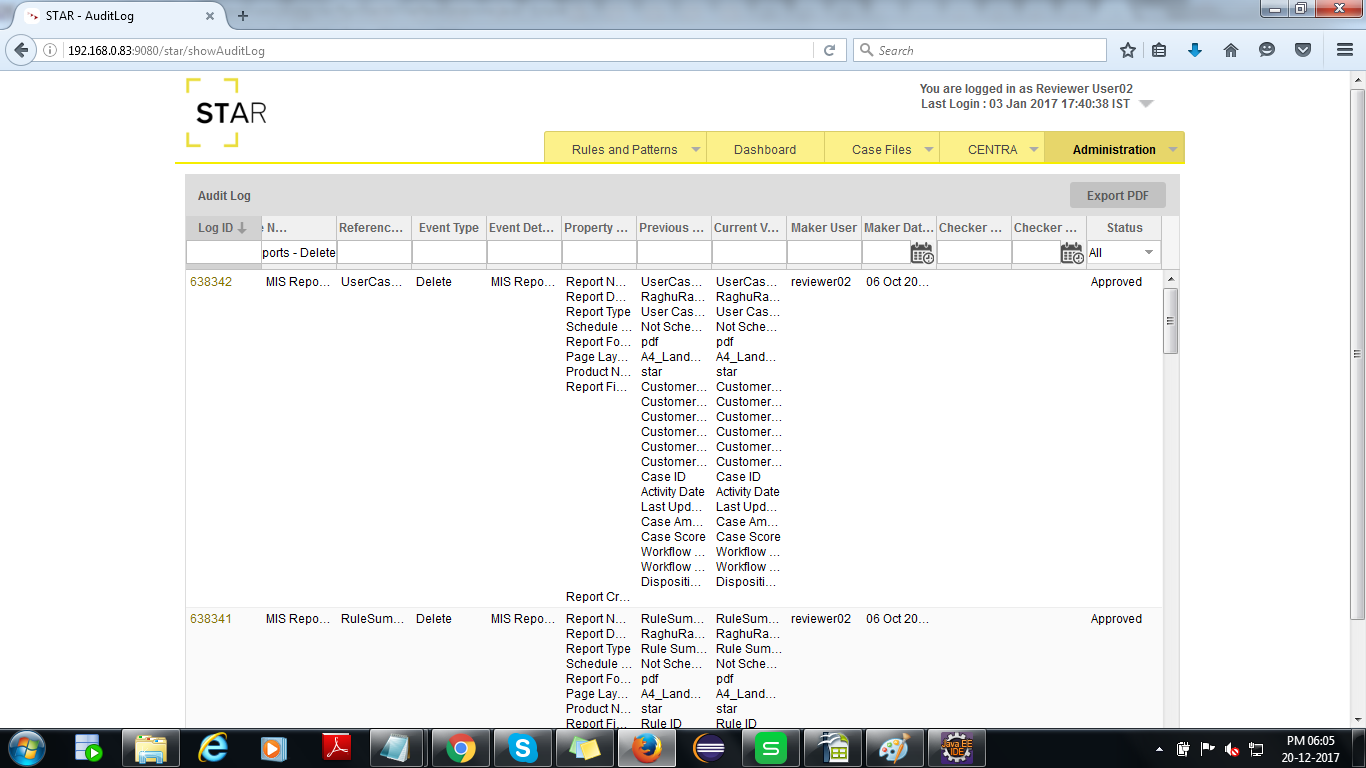 STAR - AuditLog
192.168.0.83:9080/star/showAuditLog
Search
STAR
You are logged in as Reviewer User02
Last Login : 03 Jan 2017 17:40:38 IST
Rules and Patterns Dashboard Case Files CENTRA Administration
Audit Log Export PDF
Log ID N... Referenc... Event Type Event Det... Property ... Previous ... Current V... Maker User Maker Dat... Checker ... Checker ... Status
ports - Delete All
638342 MIS Repo... UserCas... Delete MIS Repo... Report N... UserCas... UserCas... reviewer02 06 Oct 20... Approved
Report D... RaghuRa... RaghuRa...
Report Type User Cas... User Cas...
Schedule ... Not Sche... Not Sche...
Report Fo... pdf pdf
Page Lay... A4_Land... A4_Land...
Product N... star star
Report Fi... Customer... Customer...
Customer... Customer...
Customer... Customer...
Customer... Customer...
Customer... Customer...
Customer... Customer...
Case ID Case ID
Activity Date Activity Date
Last Upd... Last Upd...
Case Am... Case Am...
Case Score Case Score
Workflow ... Workflow ...
Workflow ... Workflow ...
Dispositi... Dispositi...
Report Cr...
638341 MIS Repo... RuleSum... Delete MIS Repo... Report N... RuleSum... RuleSum... reviewer02 06 Oct 20... Approved
Report D... RaghuRa... RaghuRa...
Report Type Rule Sum... Rule Sum...
Schedule ... Not Sche... Not Sche...
Report Fo... pdf pdf
Page Lay... A4_Land... A4_Land...
Product N... star star
Report Fi... Rule ID Rule ID
Java EE
IDE
PM 06:05
20-12-2017